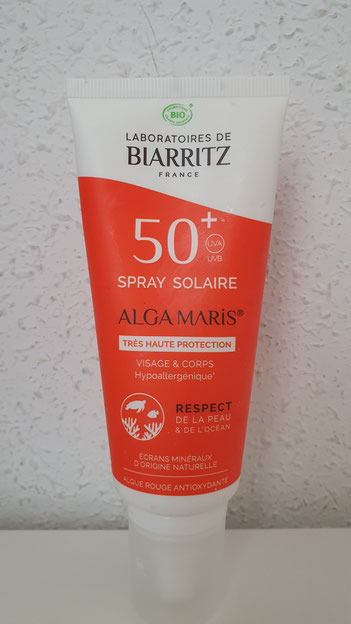 BIO
LABORATOIRES DE
BIARRITZ
FRANCE
50+
UVA
UVB
SPRAY SOLAIRE
ALGA MARiS®
TRÈS HAUTE PROTECTION
VISAGE & CORPS
Hypoallergénique*
RESPECT
DE LA PEAU
& DE L'OCÉAN
ÉCRANS MINÉRAUX
D'ORIGINE NATURELLE
ALGUE ROUGE ANTIOXYDANTE